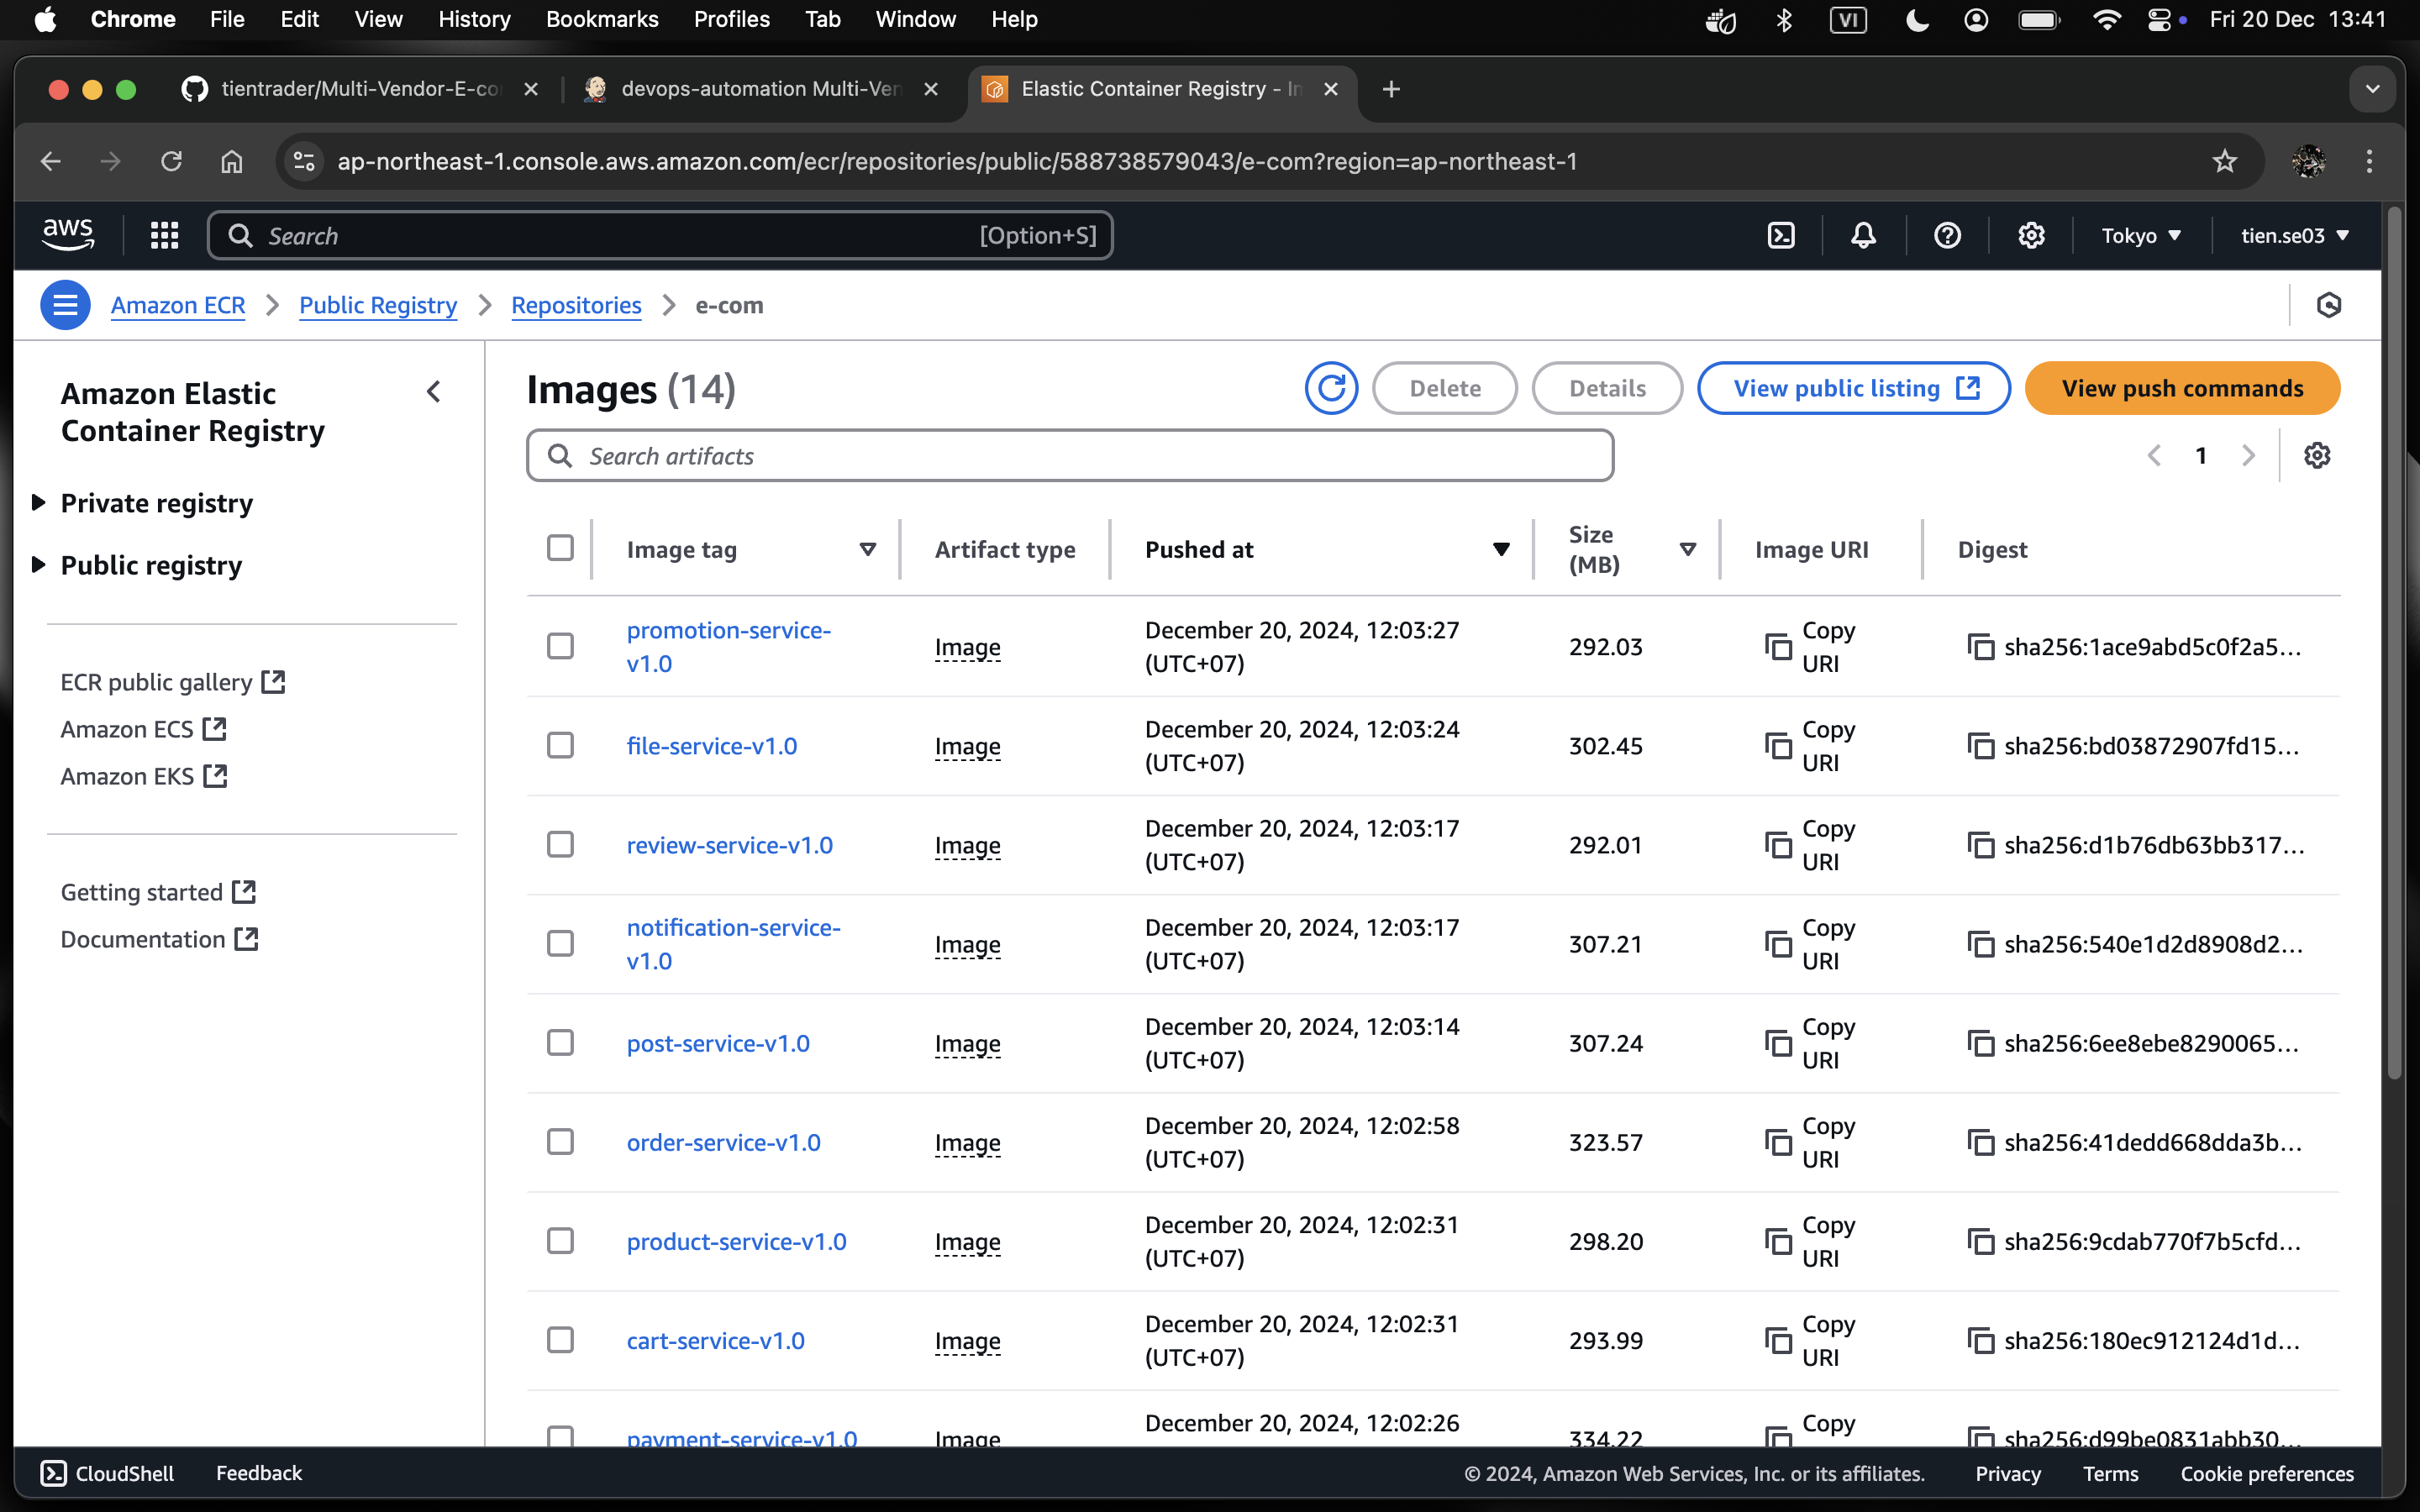 Chrome File Edit View History Bookmarks Profiles Tab Window Help VI Fri 20 Dec 13:41
tientrader/Multi-Vendor-E-co devops-automation Multi-Ven Elastic Container Registry - In
ap-northeast-1.console.aws.amazon.com/ecr/repositories/public/588738579043/e-com?region=ap-northeast-1
aws Search [Option+S] Tokyo tien.se03
Amazon ECR Public Registry Repositories e-com
Amazon Elastic
Container Registry
Private registry
Public registry
ECR public gallery
Amazon ECS
Amazon EKS
Getting started
Documentation
Images (14) Delete Details View public listing View push commands
Search artifacts 1
Image tag Artifact type Pushed at Size
(MB) Image URI Digest
promotion-service-
v1.0 Image December 20, 2024, 12:03:27
(UTC+07) 292.03 Copy
URI sha256:1ace9abd5c0f2a5...
file-service-v1.0 Image December 20, 2024, 12:03:24
(UTC+07) 302.45 Copy
URI sha256:bd03872907fd15...
review-service-v1.0 Image December 20, 2024, 12:03:17
(UTC+07) 292.01 Copy
URI sha256:d1b76db63bb317...
notification-service-
v1.0 Image December 20, 2024, 12:03:17
(UTC+07) 307.21 Copy
URI sha256:540e1d2d8908d2...
post-service-v1.0 Image December 20, 2024, 12:03:14
(UTC+07) 307.24 Copy
URI sha256:6ee8ebe8290065...
order-service-v1.0 Image December 20, 2024, 12:02:58
(UTC+07) 323.57 Copy
URI sha256:41dedd668dda3b...
product-service-v1.0 Image December 20, 2024, 12:02:31
(UTC+07) 298.20 Copy
URI sha256:9cdab770f7b5cfd...
cart-service-v1.0 Image December 20, 2024, 12:02:31
(UTC+07) 293.99 Copy
URI sha256:180ec912124d1d...
payment-service-v1.0 Image December 20, 2024, 12:02:26
334.22 Copy
sha256:d99be0831abb30...
CloudShell Feedback © 2024, Amazon Web Services, Inc. or its affiliates. Privacy Terms Cookie preferences